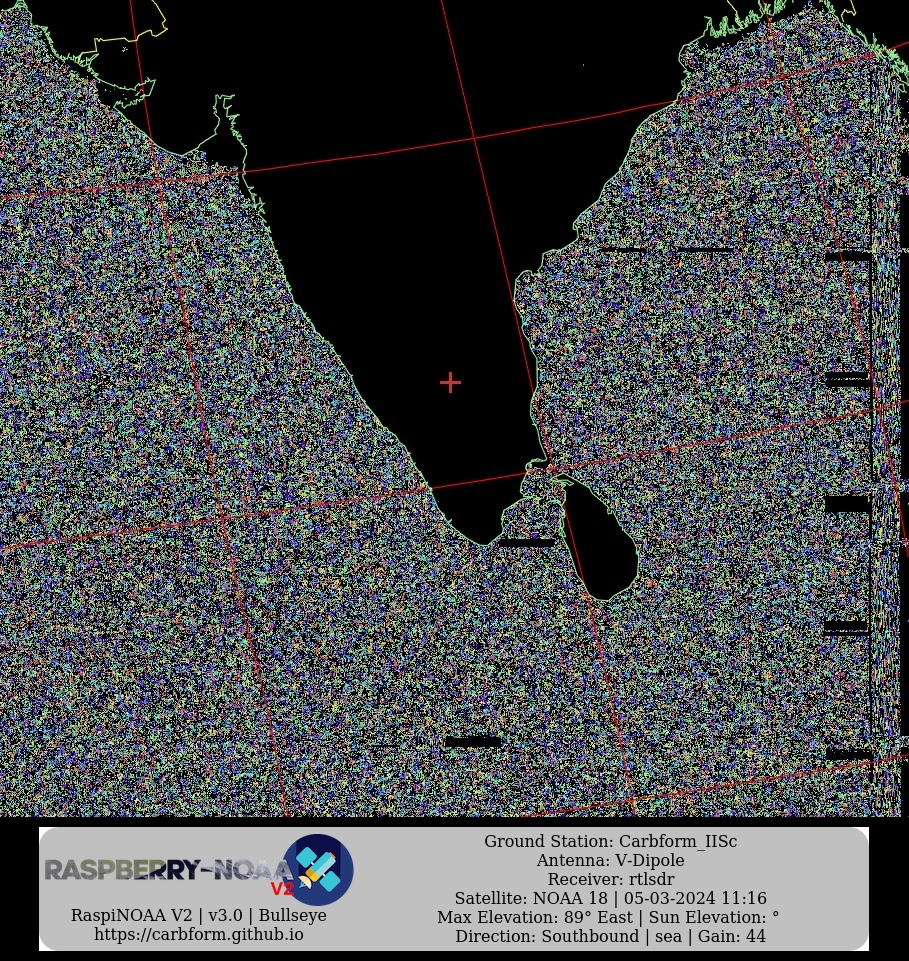 RASPBERRY-NOAA
V2
RaspiNOAA V2 | v3.0 | Bullseye
https://carbform.github.io
Ground Station: Carbform_IISc
Antenna: V-Dipole
Receiver: rtlsdr
Satellite: NOAA 18 | 05-03-2024 11:16
Max Elevation: 89° East | Sun Elevation: °
Direction: Southbound | sea | Gain: 44